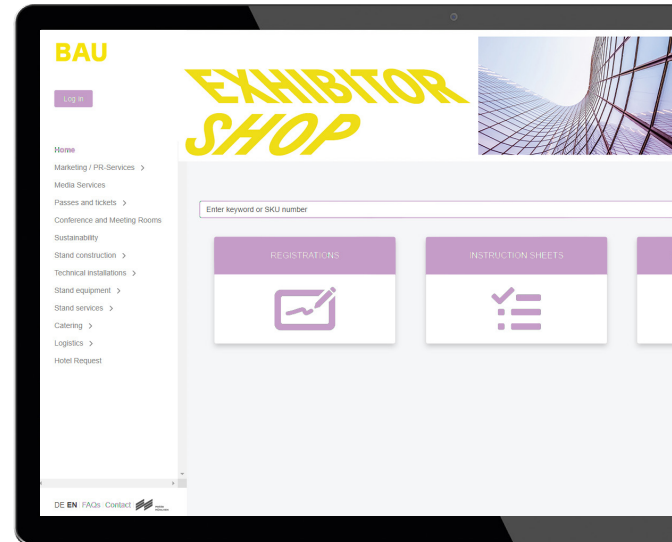 BAU
Log in
EXHIBITOR
SHOP
Home
Marketing / PR-Services >
Media Services
Passes and tickets >
Conference and Meeting Rooms
Sustainability
Stand construction >
Technical installations >
Stand equipment >
Stand services >
Catering >
Logistics >
Hotel Request
Enter keyword or SKU number
REGISTRATIONS
INSTRUCTION SHEETS
DE EN FAQs Contact